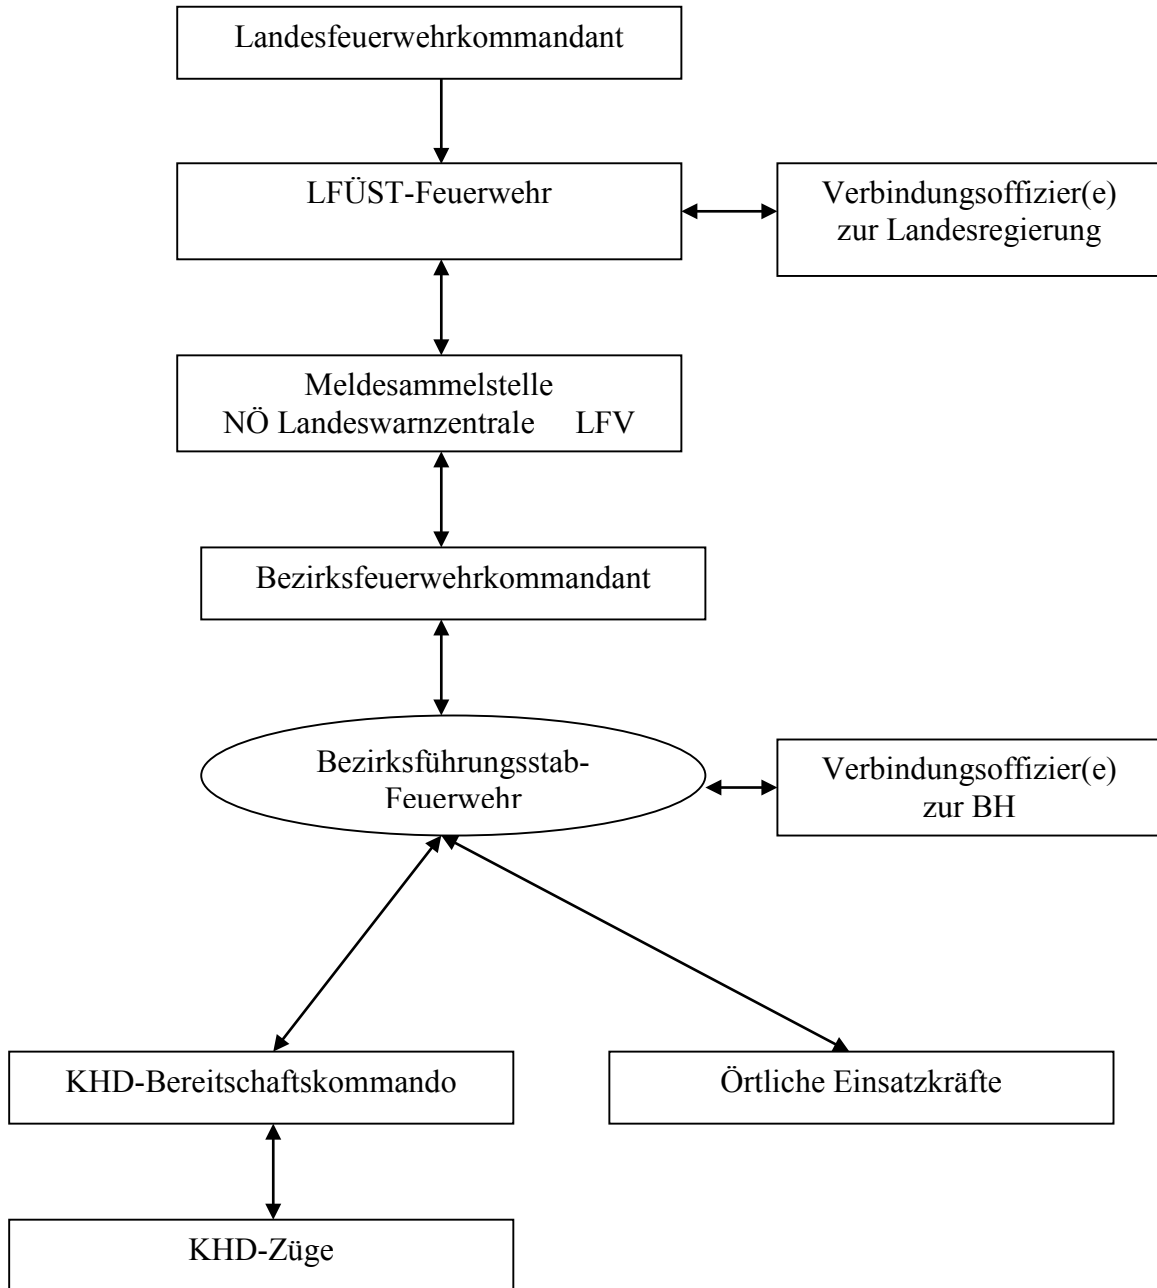 Landesfeuerwehrkommandant
LFÜST-Feuerwehr
Verbindungsoffizier(e)
zur Landesregierung
Meldesammelstelle
NÖ Landeswarnzentrale LFV
Bezirksfeuerwehrkommandant
Bezirksführungsstab-
Feuerwehr
Verbindungsoffizier(e)
zur BH
KHD-Bereitschaftskommando
Örtliche Einsatzkräfte
KHD-Züge